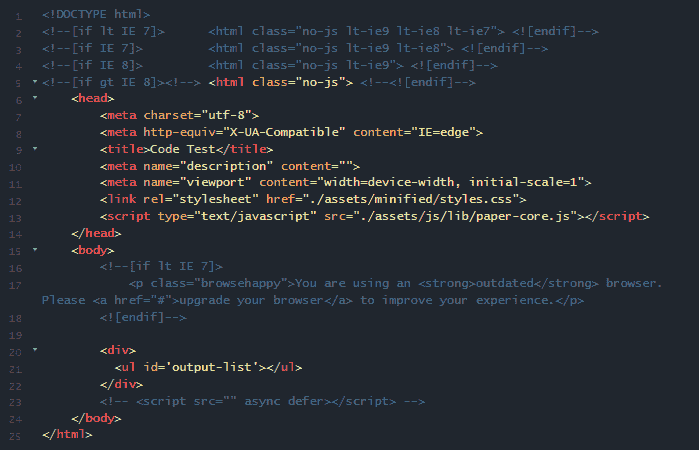 1 <!DOCTYPE html>
2 <!--[if lt IE 7]>      <html class="no-js lt-ie9 lt-ie8 lt-ie7"> <![endif]-->
3 <!--[if IE 7]>         <html class="no-js lt-ie9 lt-ie8"> <![endif]-->
4 <!--[if IE 8]>         <html class="no-js lt-ie9"> <![endif]-->
5 <!--[if gt IE 8]><!--> <html class="no-js"> <!--<![endif]-->
6     <head>
7         <meta charset="utf-8">
8         <meta http-equiv="X-UA-Compatible" content="IE=edge">
9         <title>Code Test</title>
10         <meta name="description" content="">
11         <meta name="viewport" content="width=device-width, initial-scale=1">
12         <link rel="stylesheet" href="./assets/minified/styles.css">
13         <script type="text/javascript" src="./assets/js/lib/paper-core.js"></script>
14     </head>
15     <body>
16         <!--[if lt IE 7]>
17             <p class="browsehappy">You are using an <strong>outdated</strong> browser.
Please <a href="#">upgrade your browser</a> to improve your experience.</p>
18         <![endif]-->
19
20         <div>
21           <ul id='output-list'></ul>
22         </div>
23         <!-- <script src="" async defer></script> -->
24     </body>
25 </html>